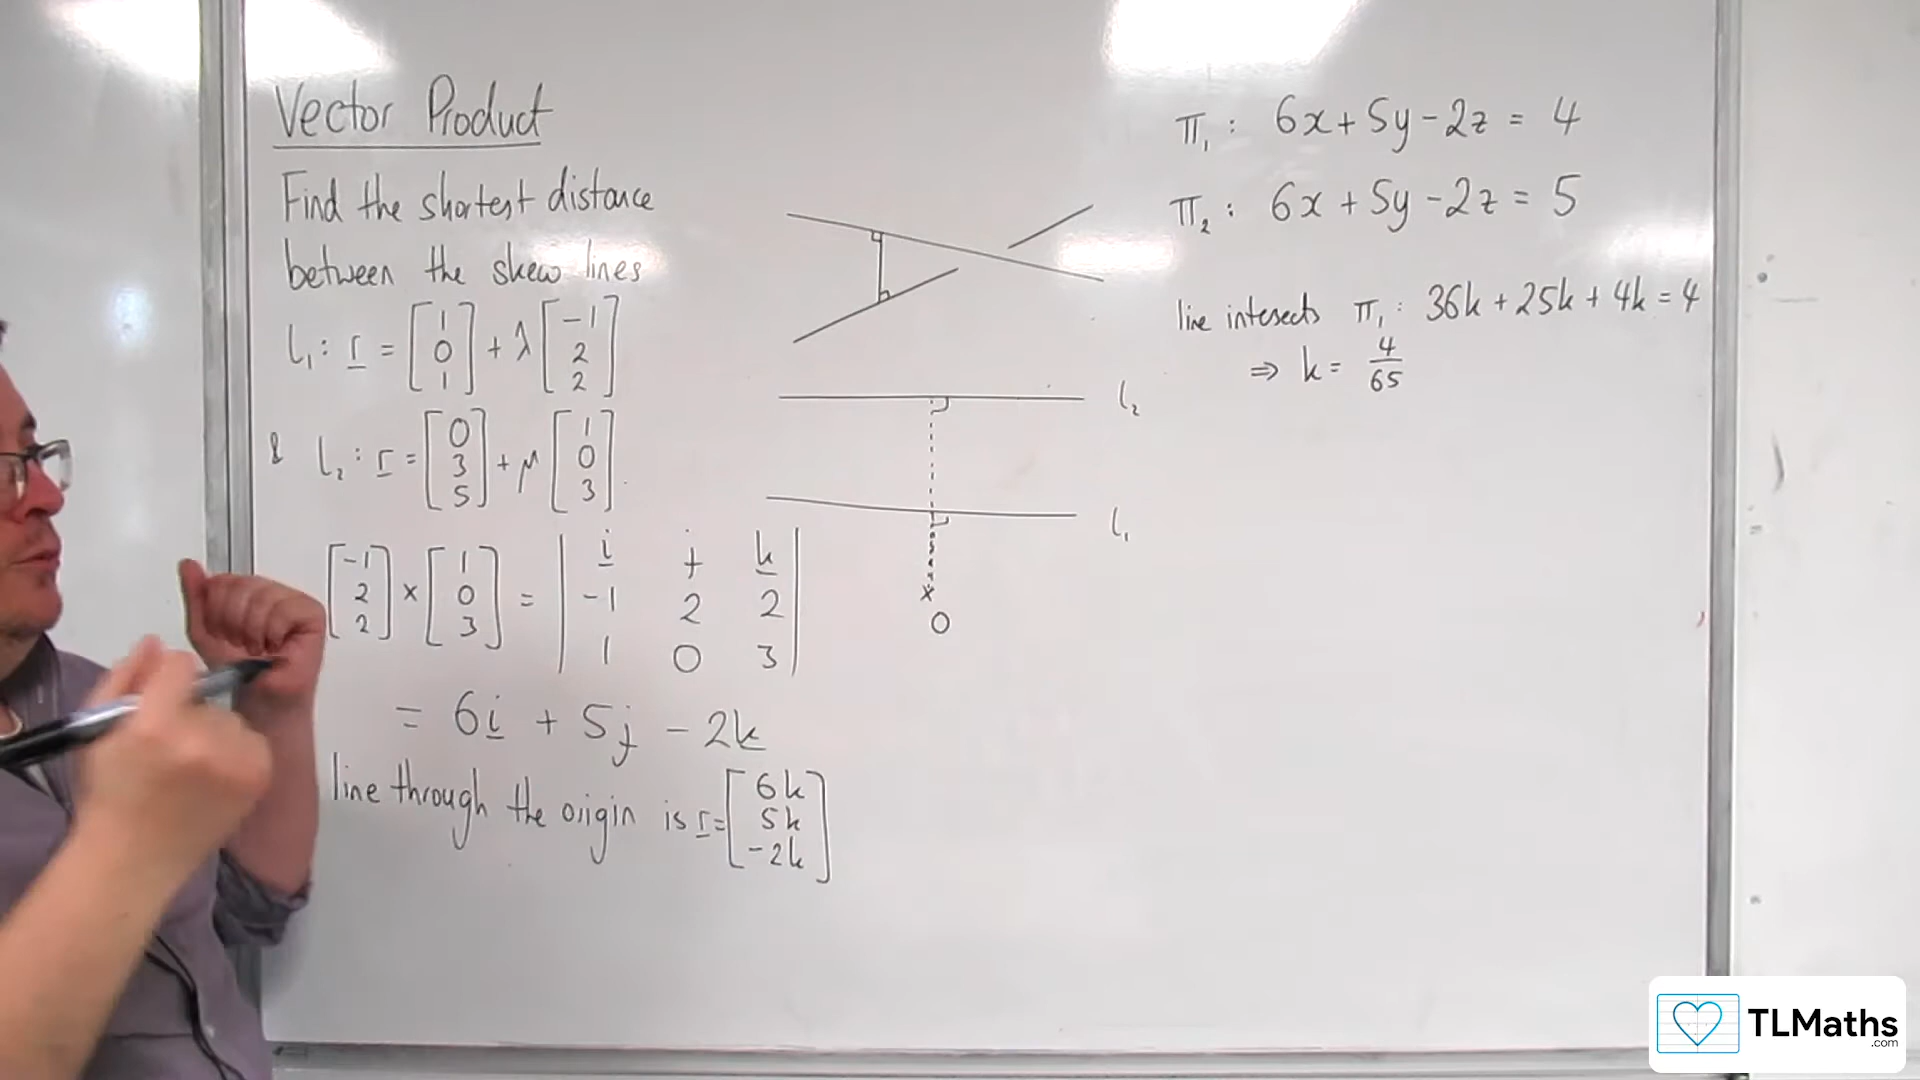 Vector Product
Find the shortest distance
between the skew lines
l₁ : r = [1 0 1] + λ [-1 2 2]
& l₂ : r = [0 3 5] + μ [1 0 3].
[-1 2 2] × [1 0 3] = | i j k |
| -1 2 2 |
| 1 0 3 |
= 6i + 5j - 2k
line through the origin is r = [6k 5k -2k]
l₂
l₁
x
O
π₁ : 6x + 5y - 2z = 4
π₂ : 6x + 5y - 2z = 5
line intersects π₁ : 36k + 25k + 4k = 4
⇒ k = 4/65
TLMaths
.com